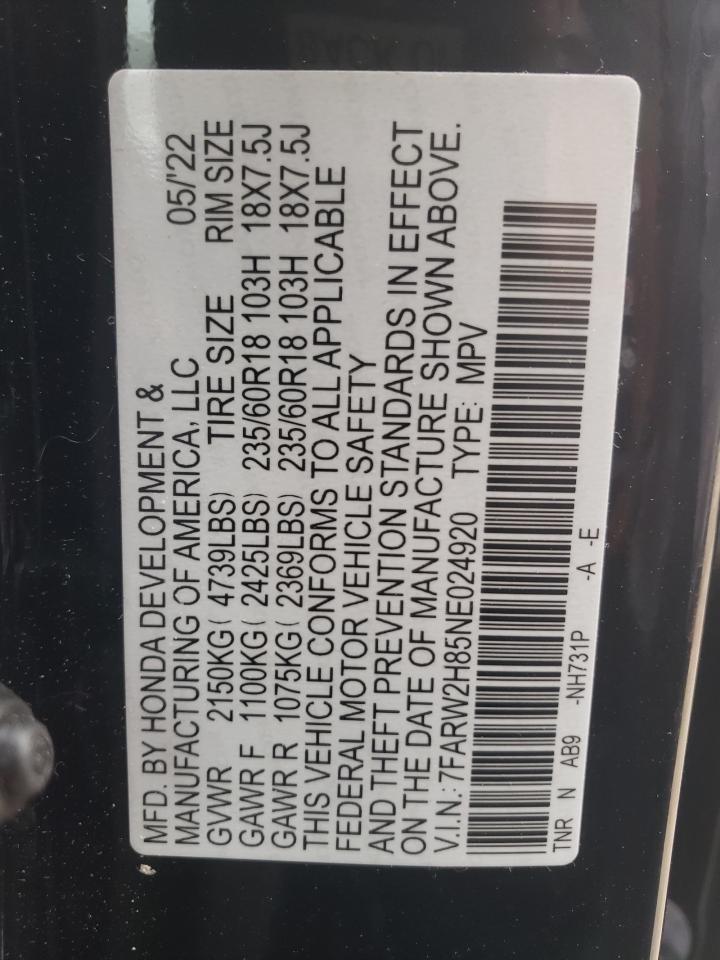 MFD. BY HONDA DEVELOPMENT &
MANUFACTURING OF AMERICA, LLC 05/'22
GVWR 2150KG( 4739LBS) TIRE SIZE RIM SIZE
GAWR F 1100KG( 2425LBS) 235/60R18 103H 18X7.5J
GAWR R 1075KG( 2369LBS) 235/60R18 103H 18X7.5J
THIS VEHICLE CONFORMS TO ALL APPLICABLE
FEDERAL MOTOR VEHICLE SAFETY
AND THEFT PREVENTION STANDARDS IN EFFECT
ON THE DATE OF MANUFACTURE SHOWN ABOVE.
V.I.N.: 7FARW2H85NE024920 TYPE: MPV
TNR N AB9 -NH731P -A -E